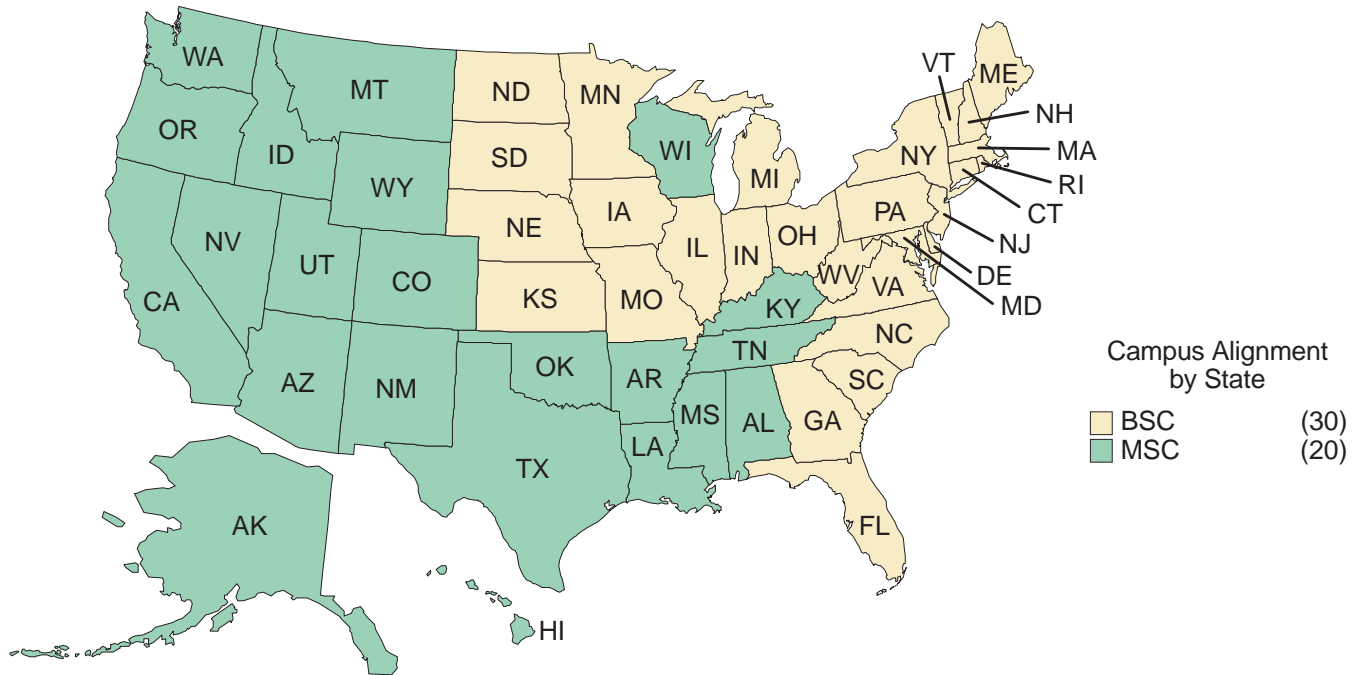 WA
MT
ND
MN
VT
ME
OR
ID
SD
WI
NH
MA
NY
RI
WY
MI
CT
NE
IA
PA
NJ
NV
UT
CO
IL
IN
OH
DE
MD
CA
KS
MO
WV
VA
KY
NC
AZ
NM
OK
AR
TN
SC
MS
AL
GA
TX
LA
FL
AK
HI
Campus Alignment
by State
BSC (30)
MSC (20)